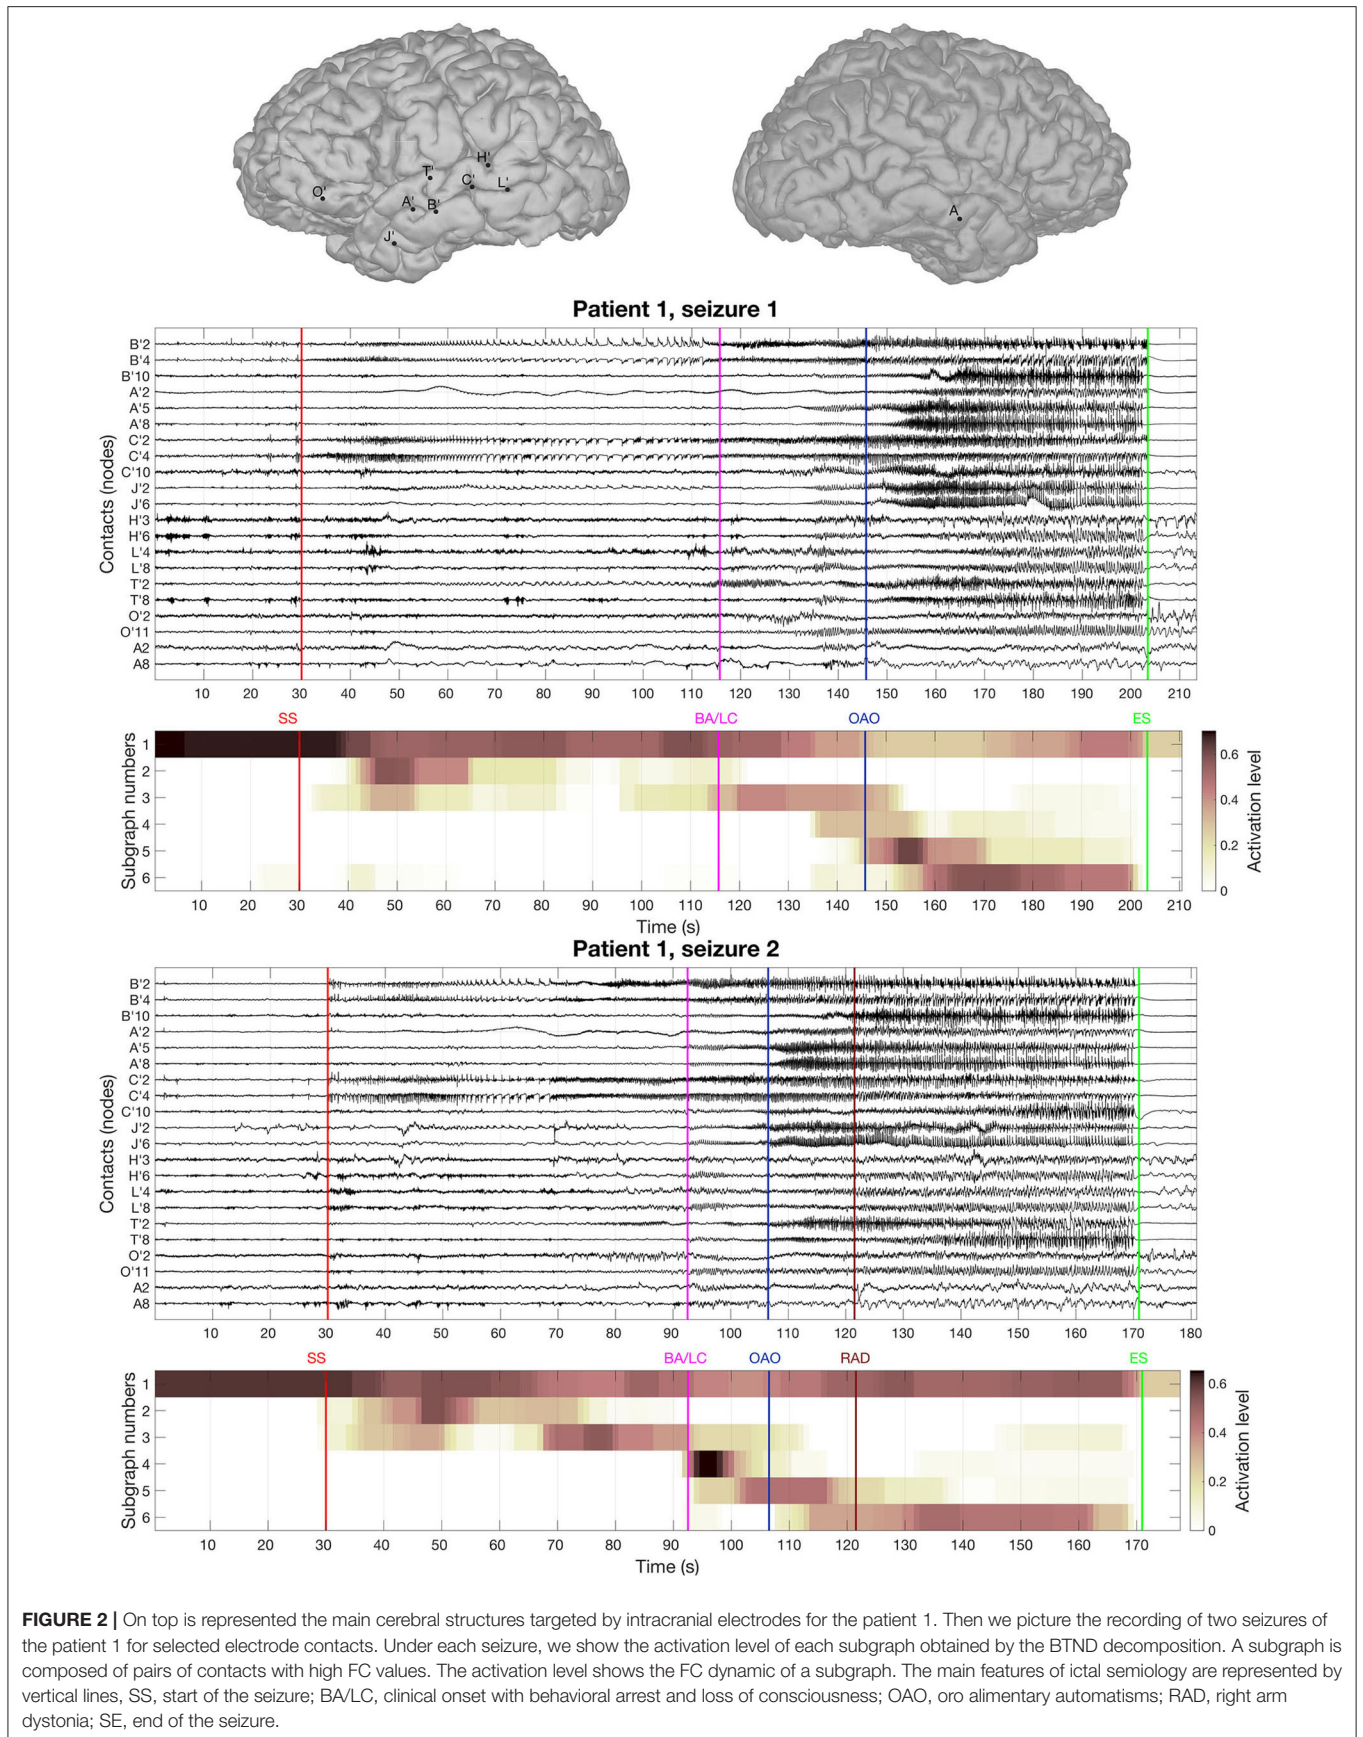 O'
T'
H'
C'
L'
A'
B'
J'
A
Patient 1, seizure 1
Contacts (nodes)
B'2
B'4
B'10
A'2
A'5
A'8
C'2
C'4
C'10
J'2
J'6
H'3
H'6
L'4
L'8
T'2
T'8
O'2
O'11
A2
A8
10 20 30 40 50 60 70 80 90 100 110 120 130 140 150 160 170 180 190 200 210
SS BA/LC OAO ES
Subgraph numbers
1
2
3
4
5
6
0.6
0.4
0.2
0
Activation level
10 20 30 40 50 60 70 80 90 100 110 120 130 140 150 160 170 180 190 200 210
Time (s)
Patient 1, seizure 2
Contacts (nodes)
B'2
B'4
B'10
A'2
A'5
A'8
C'2
C'4
C'10
J'2
J'6
H'3
H'6
L'4
L'8
T'2
T'8
O'2
O'11
A2
A8
10 20 30 40 50 60 70 80 90 100 110 120 130 140 150 160 170 180
SS BA/LC OAO RAD ES
Subgraph numbers
1
2
3
4
5
6
0.6
0.4
0.2
0
Activation level
10 20 30 40 50 60 70 80 90 100 110 120 130 140 150 160 170
Time (s)
FIGURE 2 | On top is represented the main cerebral structures targeted by intracranial electrodes for the patient 1. Then we picture the recording of two seizures of
the patient 1 for selected electrode contacts. Under each seizure, we show the activation level of each subgraph obtained by the BTND decomposition. A subgraph is
composed of pairs of contacts with high FC values. The activation level shows the FC dynamic of a subgraph. The main features of ictal semiology are represented by
vertical lines, SS, start of the seizure; BA/LC, clinical onset with behavioral arrest and loss of consciousness; OAO, oro alimentary automatisms; RAD, right arm
dystonia; SE, end of the seizure.